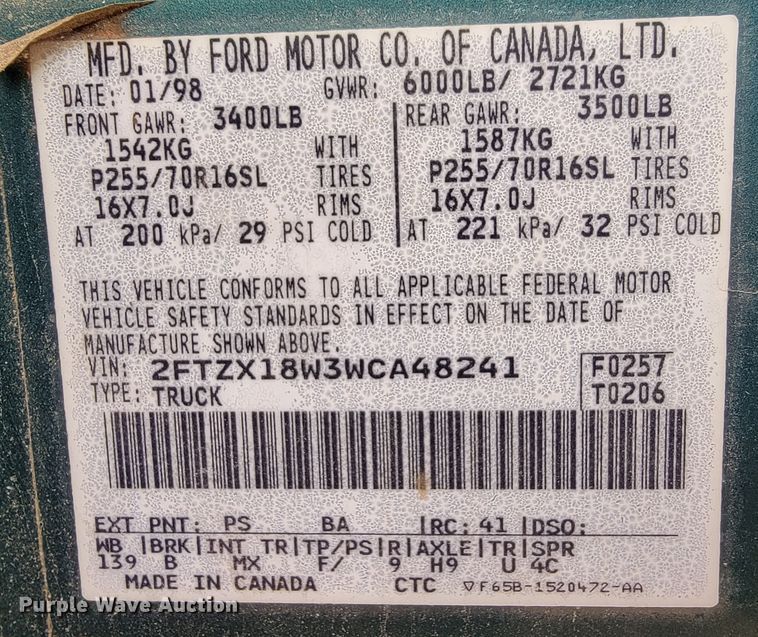 MFD. BY FORD MOTOR CO. OF CANADA, LTD.
DATE: 01/98 GVWR: 6000LB/ 2721KG
FRONT GAWR: 3400LB REAR GAWR: 3500LB
1542KG WITH 1587KG WITH
P255/70R16SL TIRES P255/70R16SL TIRES
16X7.0J RIMS 16X7.0J RIMS
AT 200 kPa/ 29 PSI COLD AT 221 kPa/ 32 PSI COLD
THIS VEHICLE CONFORMS TO ALL APPLICABLE FEDERAL MOTOR
VEHICLE SAFETY STANDARDS IN EFFECT ON THE DATE OF
MANUFACTURE SHOWN ABOVE.
VIN: 2FTZX18W3WCA48241 F0257
TYPE: TRUCK T0206
EXT PNT: PS BA |RC: 41 |DSO:
WB |BRK|INT TR|TP/PS|R|AXLE|TR|SPR
139 B MX F/ 9 H9 U 4C
MADE IN CANADA CTC ▽F65B-1520472-AA
Purple Wave Auction